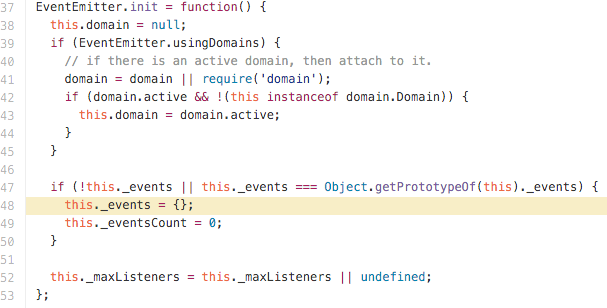 37 EventEmitter.init = function() {
38   this.domain = null;
39   if (EventEmitter.usingDomains) {
40     // if there is an active domain, then attach to it.
41     domain = domain || require('domain');
42     if (domain.active && !(this instanceof domain.Domain)) {
43       this.domain = domain.active;
44     }
45   }
46
47   if (!this._events || this._events === Object.getPrototypeOf(this)._events) {
48     this._events = {};
49     this._eventsCount = 0;
50   }
51
52   this._maxListeners = this._maxListeners || undefined;
53 };